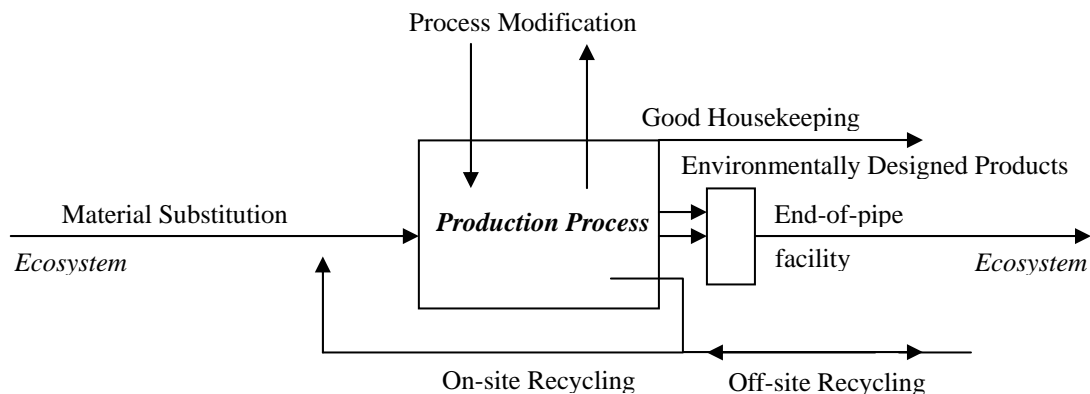 Process Modification
Good Housekeeping
Environmentally Designed Products
Material Substitution
Production Process
End-of-pipe
facility
Ecosystem
Ecosystem
On-site Recycling
Off-site Recycling